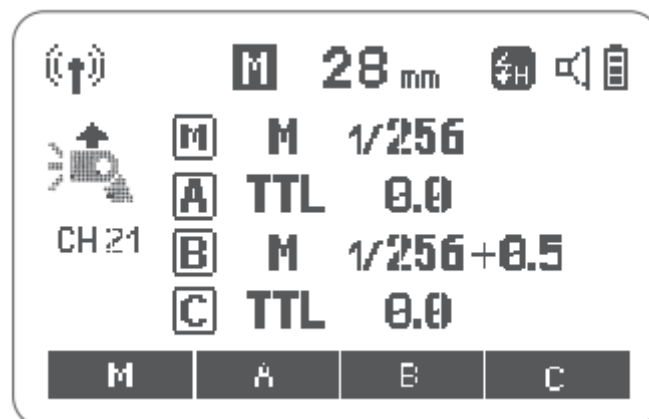 M 28 mm H
M M 1/256
A TTL 0.0
CH 21
B M 1/256+0.5
C TTL 0.0
M A B C